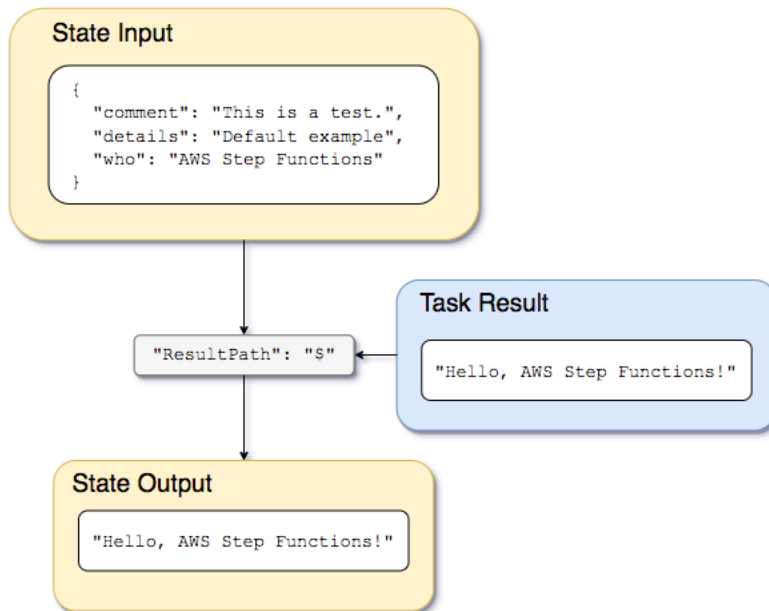 State Input
{
"comment": "This is a test.",
"details": "Default example",
"who": "AWS Step Functions"
}
Task Result
"ResultPath": "$"
"Hello, AWS Step Functions!"
State Output
"Hello, AWS Step Functions!"